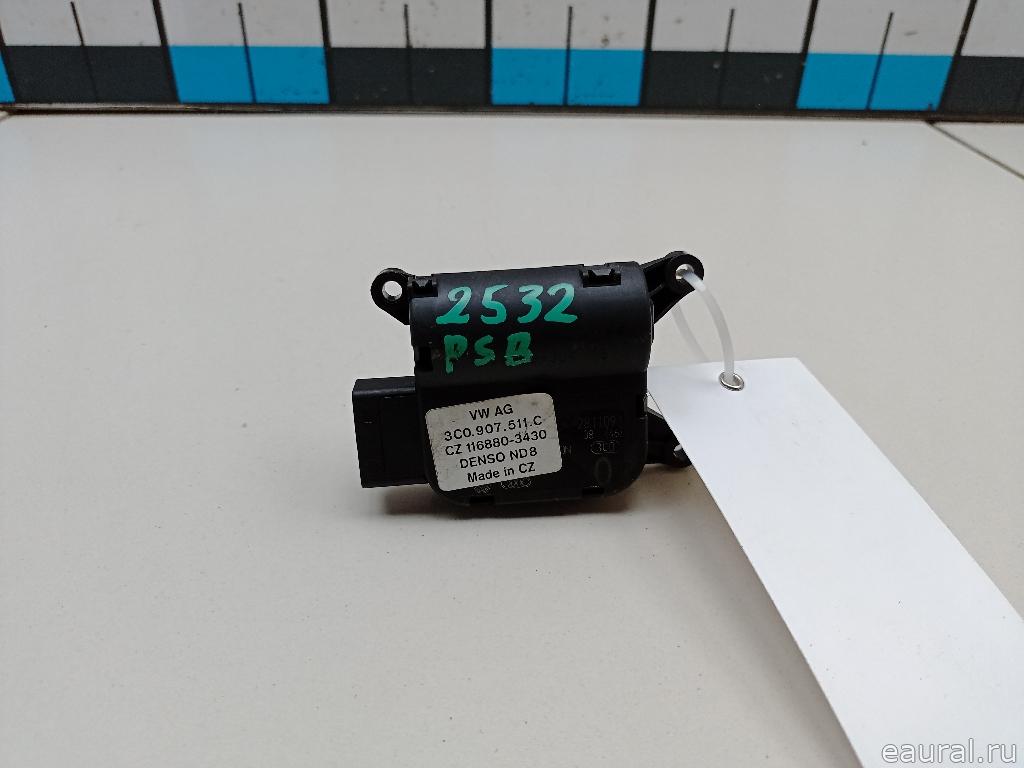 2532
PSB
VW AG
3C0.907.511.C
CZ 116880-3430
DENSO ND8
Made in CZ
eaural.ru